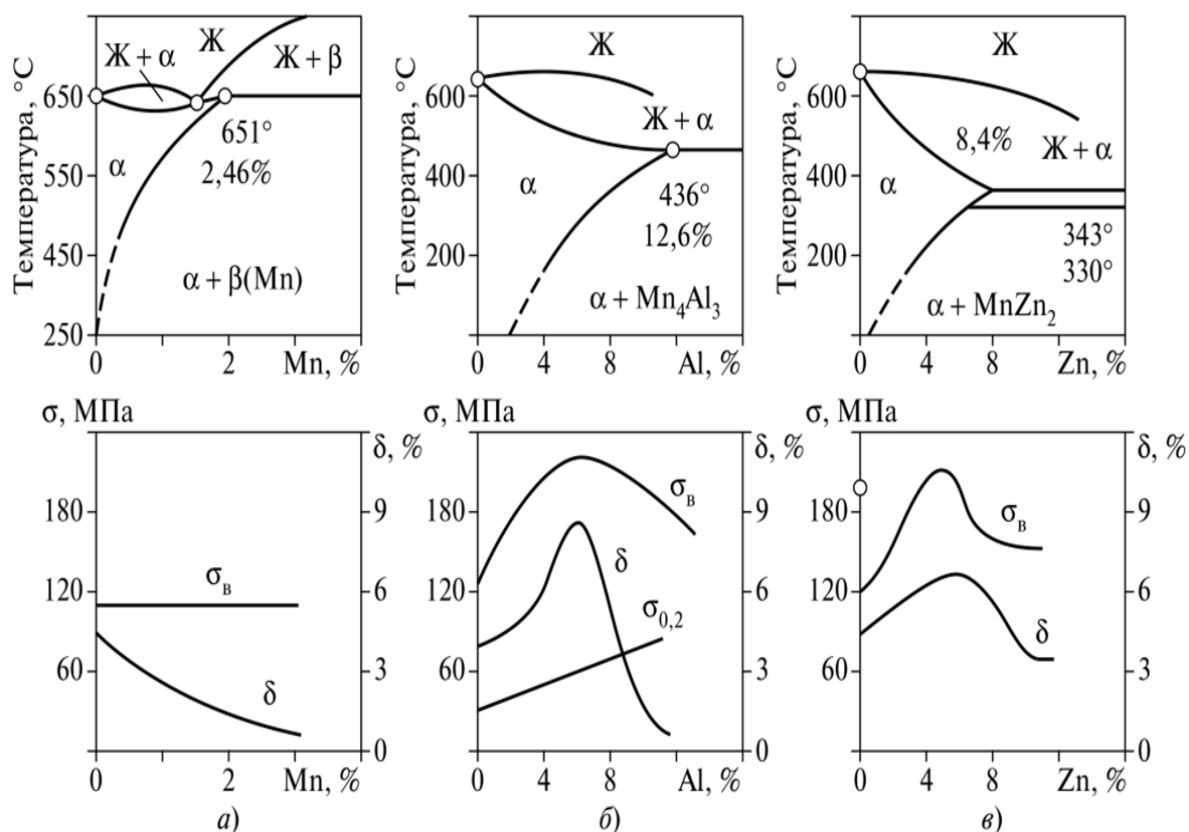 Температура, °C
650
550
450
250
Ж + α
Ж
Ж + β
651°
2,46%
α
α + β(Mn)
0
2
Mn, %
Температура, °C
600
400
200
Ж
Ж + α
α
436°
12,6%
α + Mn₄Al₃
0
4
8
Al, %
Температура, °C
600
400
200
Ж
8,4%
Ж + α
α
343°
330°
α + MnZn₂
0
4
8
Zn, %
σ, МПа
180
120
60
σв
δ
δ, %
9
6
3
0
0
2
Mn, %
а)
σ, МПа
180
120
60
σв
δ
σ0,2
δ, %
9
6
3
0
0
4
8
Al, %
б)
σ, МПа
180
120
60
σв
δ
δ, %
9
6
3
0
0
4
8
Zn, %
в)